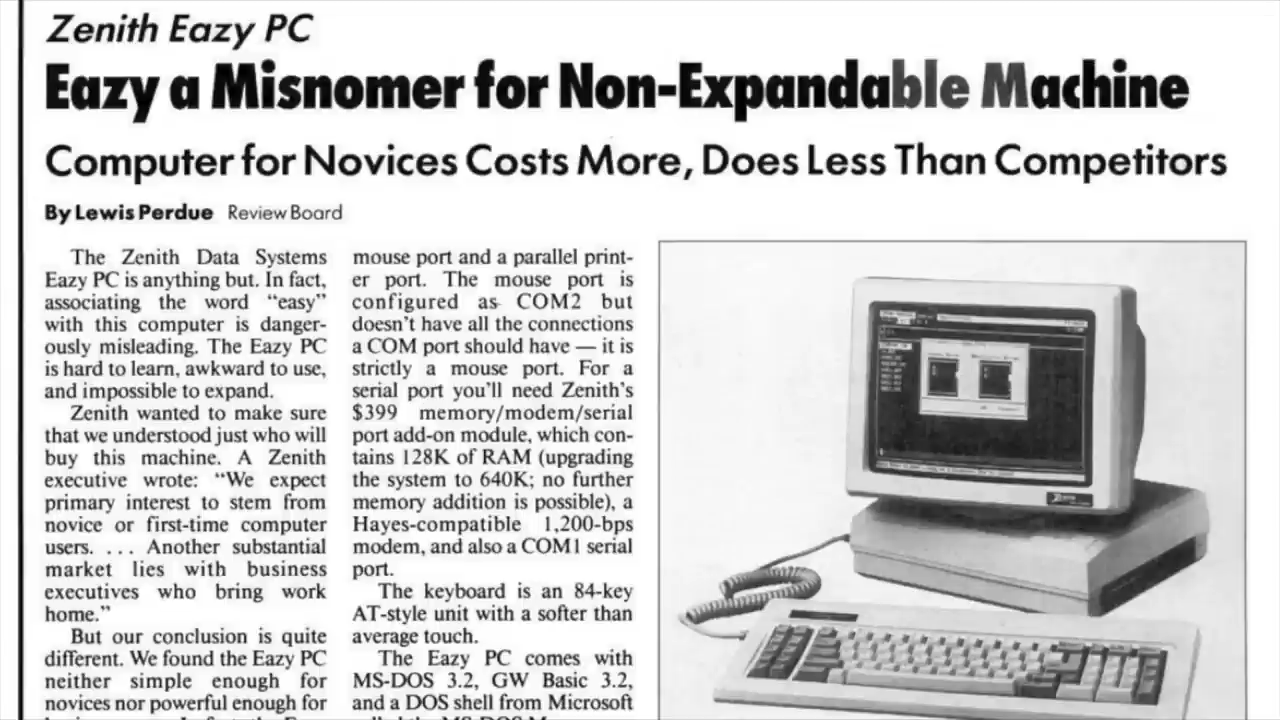 Zenith Eazy PC
Eazy a Misnomer for Non-Expandable Machine
Computer for Novices Costs More, Does Less Than Competitors
By Lewis Perdue Review Board
The Zenith Data Systems
Eazy PC is anything but. In fact,
associating the word “easy”
with this computer is danger-
ously misleading. The Eazy PC
is hard to learn, awkward to use,
and impossible to expand.
Zenith wanted to make sure
that we understood just who will
buy this machine. A Zenith
executive wrote: “We expect
primary interest to stem from
novice or first-time computer
users. . . . Another substantial
market lies with business
executives who bring work
home.”
But our conclusion is quite
different. We found the Eazy PC
neither simple enough for
novices nor powerful enough for
mouse port and a parallel print-
er port. The mouse port is
configured as COM2 but
doesn’t have all the connections
a COM port should have — it is
strictly a mouse port. For a
serial port you’ll need Zenith’s
$399 memory/modem/serial
port add-on module, which con-
tains 128K of RAM (upgrading
the system to 640K; no further
memory addition is possible), a
Hayes-compatible 1,200-bps
modem, and also a COM1 serial
port.
The keyboard is an 84-key
AT-style unit with a softer than
average touch.
The Eazy PC comes with
MS-DOS 3.2, GW Basic 3.2,
and a DOS shell from Microsoft
Zenith